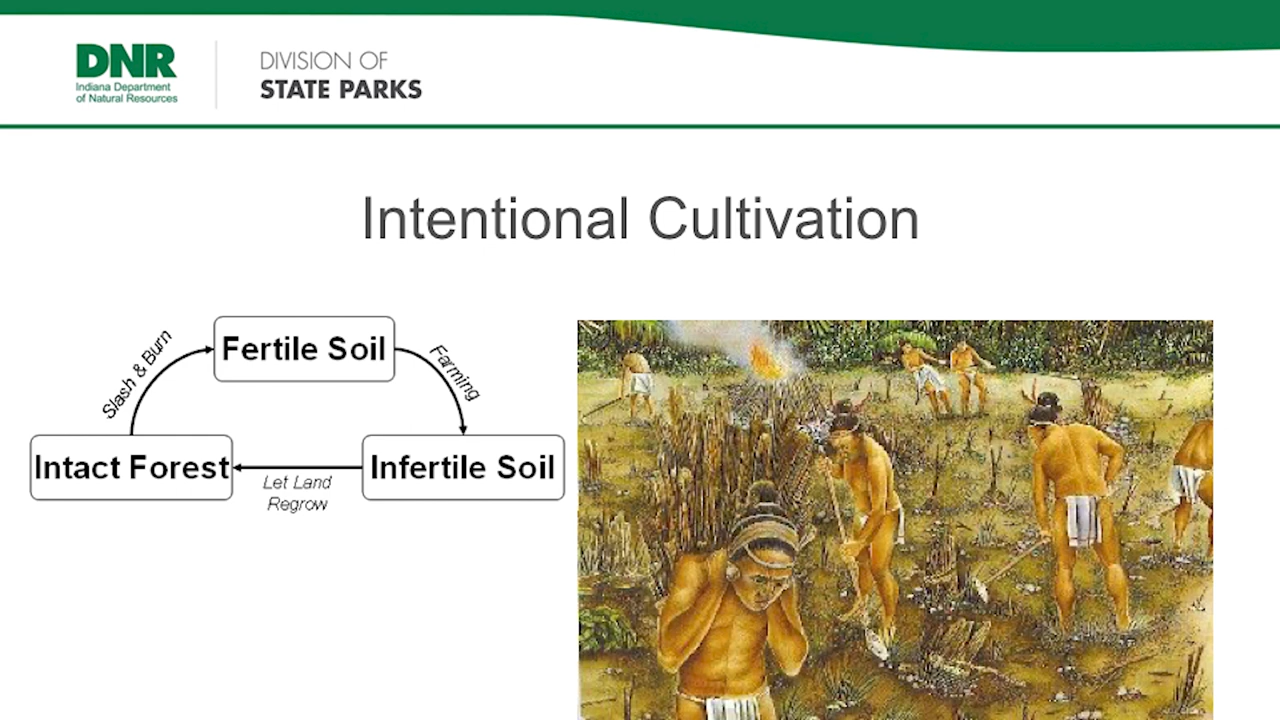 DNR
Indiana Department
of Natural Resources
DIVISION OF
STATE PARKS
Intentional Cultivation
Slash & Burn
Fertile Soil
Farming
Intact Forest
Let Land
Regrow
Infertile Soil